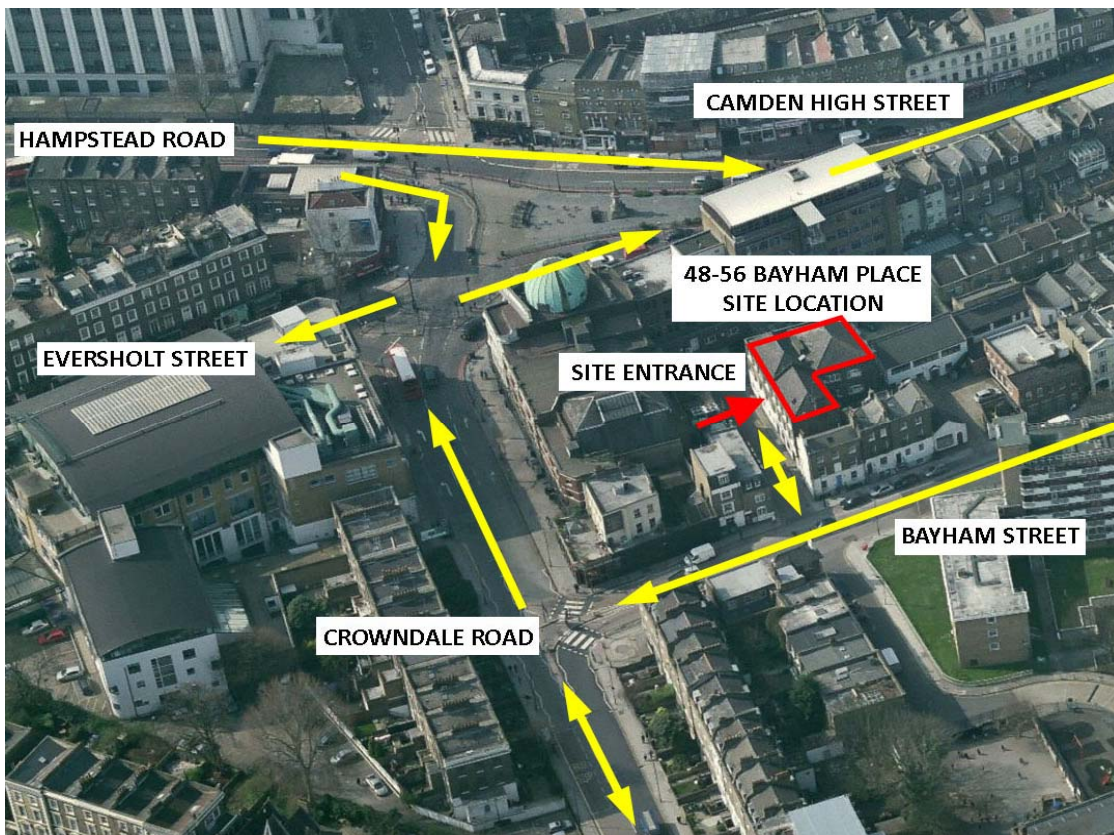 CAMDEN HIGH STREET
HAMPSTEAD ROAD
48-56 BAYHAM PLACE
SITE LOCATION
EVERSHOLT STREET
SITE ENTRANCE
BAYHAM STREET
CROWNDALE ROAD